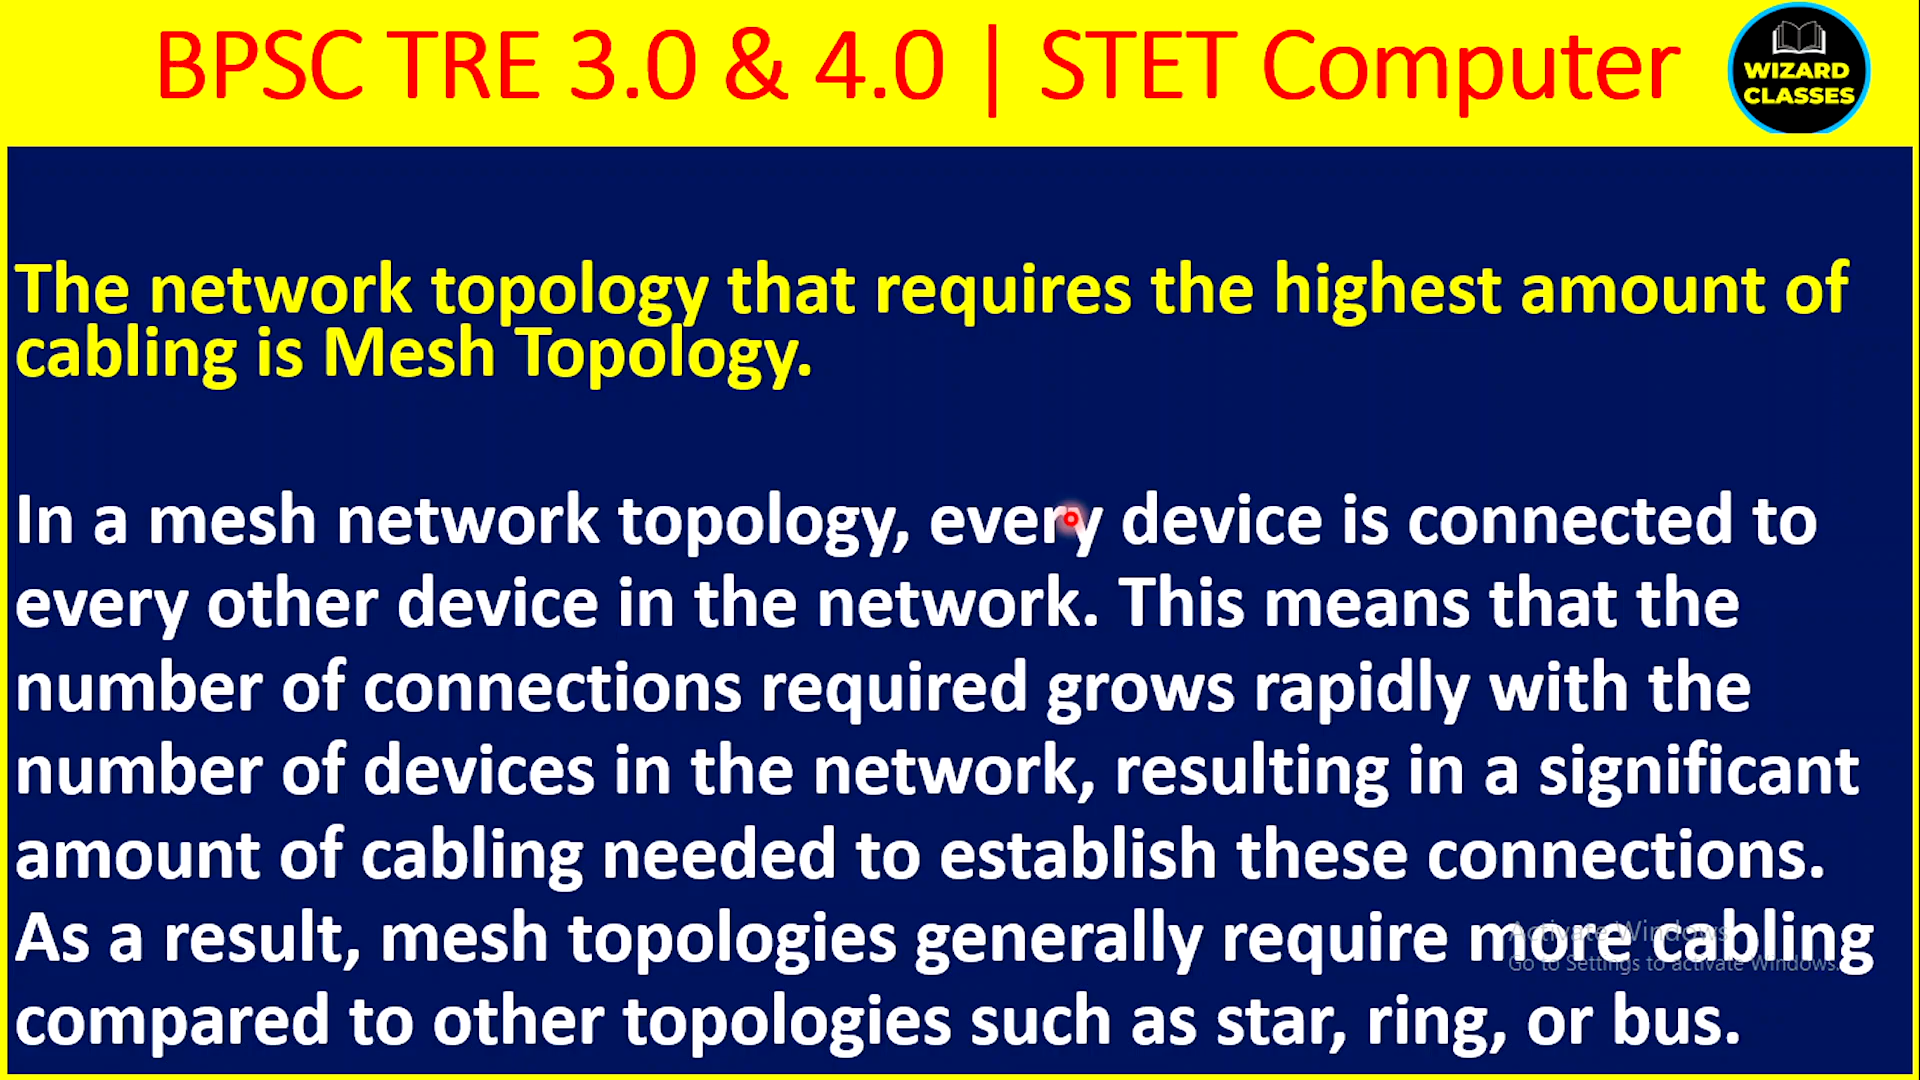 BPSC TRE 3.0 & 4.0 | STET Computer
WIZARD
CLASSES
The network topology that requires the highest amount of
cabling is Mesh Topology.
In a mesh network topology, every device is connected to
every other device in the network. This means that the
number of connections required grows rapidly with the
number of devices in the network, resulting in a significant
amount of cabling needed to establish these connections.
As a result, mesh topologies generally require more cabling
compared to other topologies such as star, ring, or bus.
Activate Windows
Go to Settings to activate Windows.